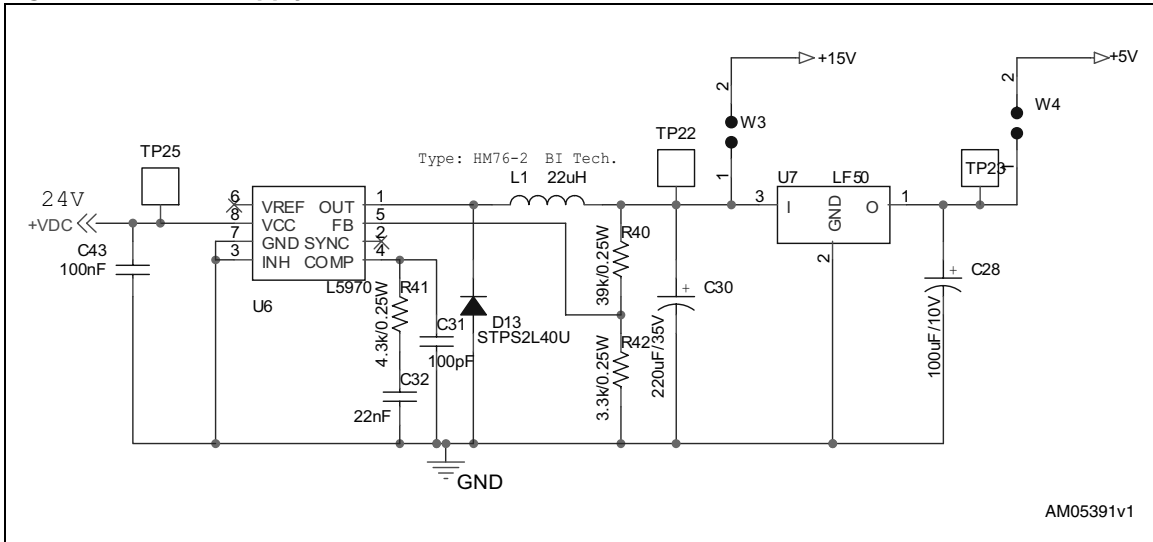 +15V
+5V
2
W3
1
2
W4
1
TP25
TP22
TP23
Type: HM76-2 BI Tech.
L1 22uH
U7 LF50
24V
+VDC
6 VREF OUT 1
8 VCC FB 5
7 GND SYNC 2
3 INH COMP 4
L5970
U6
3 I GND O 1
2
C43
100nF
R41
4.3k/0.25W
C31
100pF
C32
22nF
D13
STPS2L40U
R40
39k/0.25W
R42
3.3k/0.25W
C30
220uF/35V
C28
100uF/10V
+
+
GND
AM05391v1